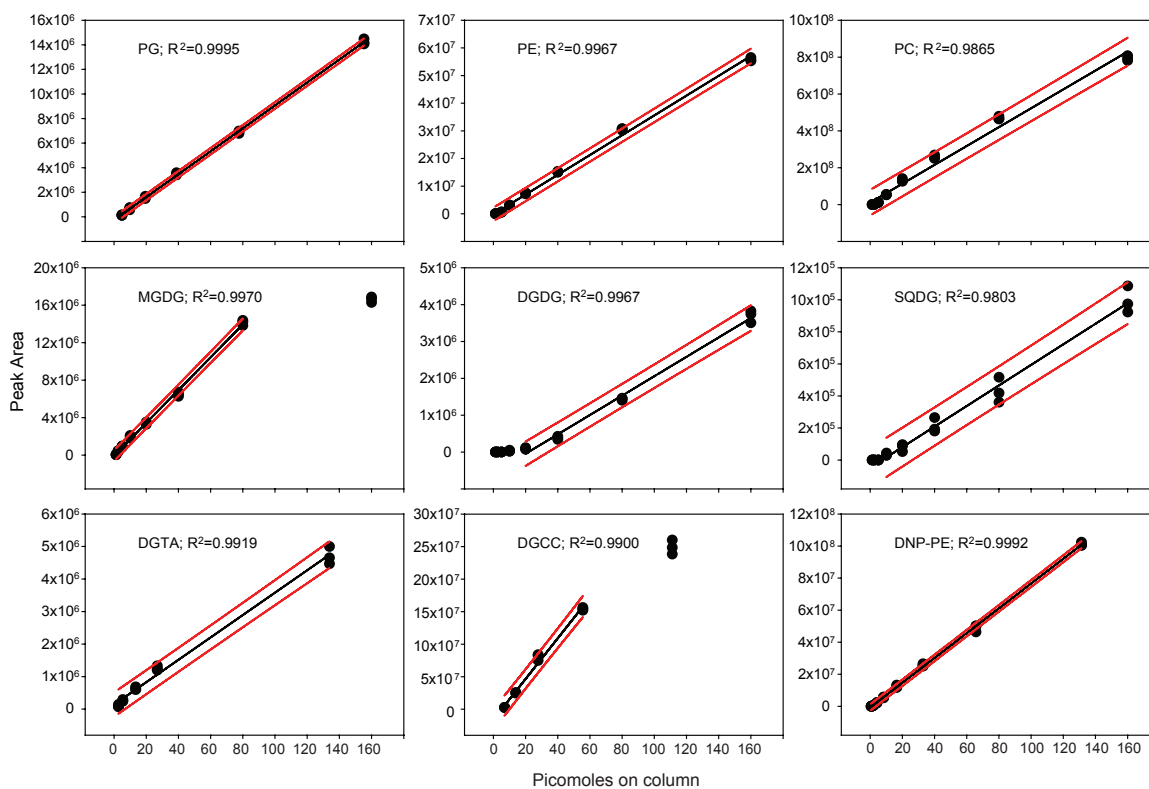 PG; R²=0.9995
16x10⁶
14x10⁶
12x10⁶
10x10⁶
8x10⁶
6x10⁶
4x10⁶
2x10⁶
0
PE; R²=0.9967
7x10⁷
6x10⁷
5x10⁷
4x10⁷
3x10⁷
2x10⁷
1x10⁷
0
PC; R²=0.9865
10x10⁸
8x10⁸
6x10⁸
4x10⁸
2x10⁸
0
Peak Area
MGDG; R²=0.9970
20x10⁶
16x10⁶
12x10⁶
8x10⁶
4x10⁶
0
DGDG; R²=0.9967
5x10⁶
4x10⁶
3x10⁶
2x10⁶
1x10⁶
0
SQDG; R²=0.9803
12x10⁵
10x10⁵
8x10⁵
6x10⁵
4x10⁵
2x10⁵
0
DGTA; R²=0.9919
6x10⁶
5x10⁶
4x10⁶
3x10⁶
2x10⁶
1x10⁶
0
0 20 40 60 80 100 120 140 160
DGCC; R²=0.9900
30x10⁷
25x10⁷
20x10⁷
15x10⁷
10x10⁷
5x10⁷
0
0 20 40 60 80 100 120 140 160
DNP-PE; R²=0.9992
12x10⁸
10x10⁸
8x10⁷
6x10⁷
4x10⁷
2x10⁷
0
0 20 40 60 80 100 120 140 160
Picomoles on column